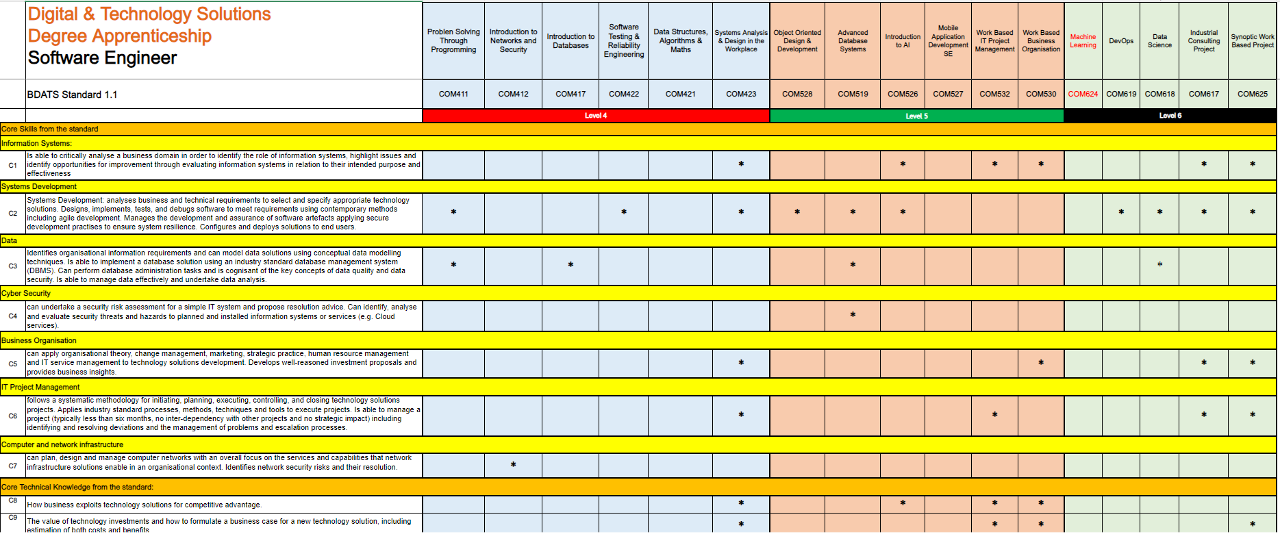 Digital & Technology Solutions
Degree Apprenticeship
Software Engineer
Problem Solving
Through
Progromming
Introduction to
Networks and
Security
Introduction to
Databases
Software
Testing &
Reliability
Engineering
Data Structures,
Algorithms &
Maths
Systems Analysis
& Design in the
Workplace
Object Oriented
Design &
Development
Advanced
Database
Systems
Introduction
to AI
Mobile
Application
Development
SE
Work Based
IT Project
Management
Work Based
Business
Organisation
Machine
Learning
DevOps
Data
Science
Industrial
Consulting
Project
Synoptic Work
Based Project
BDATS Standard 1.1
COM411 COM412 COM417 COM422 COM421 COM423 COM528 COM519 COM526 COM527 COM532 COM530 COM624 COM619 COM618 COM617 COM625
Level 4 Level 5 Level 6
Core Skills from the standard
Information Systems:
C1
Is able to critically analyse a business domain in order to identify the role of information systems, highlight issues and
identify opportunities for improvement through evaluating information systems in relation to their intended purpose and
effectiveness
* * * * * *
Systems Development
C2
Systems Development: analyses business and technical requirements to select and specify appropriate technology
solutions. Designs, implements, tests, and debugs software to meet requirements using contemporary methods
including agile development. Manages the development and assurance of software artefacts applying secure
development practises to ensure system resilience. Configures and deploys solutions to end users.
* * * * * * * * * *
Data
C3
Identifies organisational information requirements and can model data solutions using conceptual data modelling
techniques. Is able to implement a database solution using an industry standard database management system
(DBMS). Can perform database administration tasks and is cognisant of the key concepts of data quality and data
security. Is able to manage data effectively and undertake data analysis.
* * * *
Cyber Security
C4
can undertake a security risk assessment for a simple IT system and propose resolution advice. Can identify, analyse
and evaluate security threats and hazards to planned and installed information systems or services (e.g. Cloud
services).
*
Business Organisation
C5
can apply organisational theory, change management, marketing, strategic practice, human resource management
and IT service management to technology solutions development. Develops well-reasoned investment proposals and
provides business insights.
* * * *
IT Project Management
C6
follows a systematic methodology for initiating, planning, executing, controlling, and closing technology solutions
projects. Applies industry standard processes, methods, techniques and tools to execute projects. Is able to manage a
project (typically less than six months, no inter-dependency with other projects and no strategic impact) including
identifying and resolving deviations and the management of problems and escalation processes.
* * * *
Computer and network infrastructure
C7
can plan, design and manage computer networks with an overall focus on the services and capabilities that network
infrastructure solutions enable in an organisational context. Identifies network security risks and their resolution.
*
Core Technical Knowledge from the standard:
C8
How business exploits technology solutions for competitive advantage.
* * * *
C9
The value of technology investments and how to formulate a business case for a new technology solution, including
estimation of both costs and benefits.
* * * *